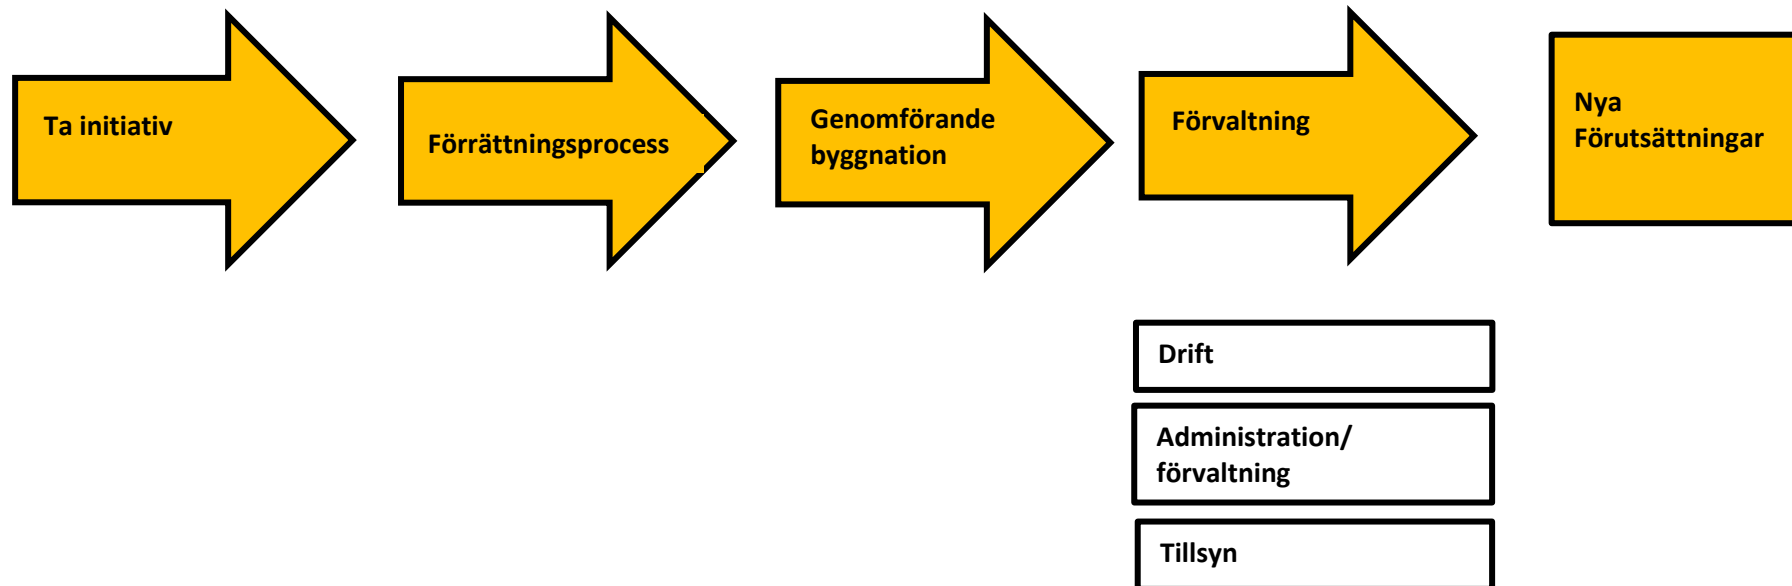 Ta initiativ
Förrättningsprocess
Genomförande
byggnation
Förvaltning
Nya
Förutsättningar
Drift
Administration/
förvaltning
Tillsyn